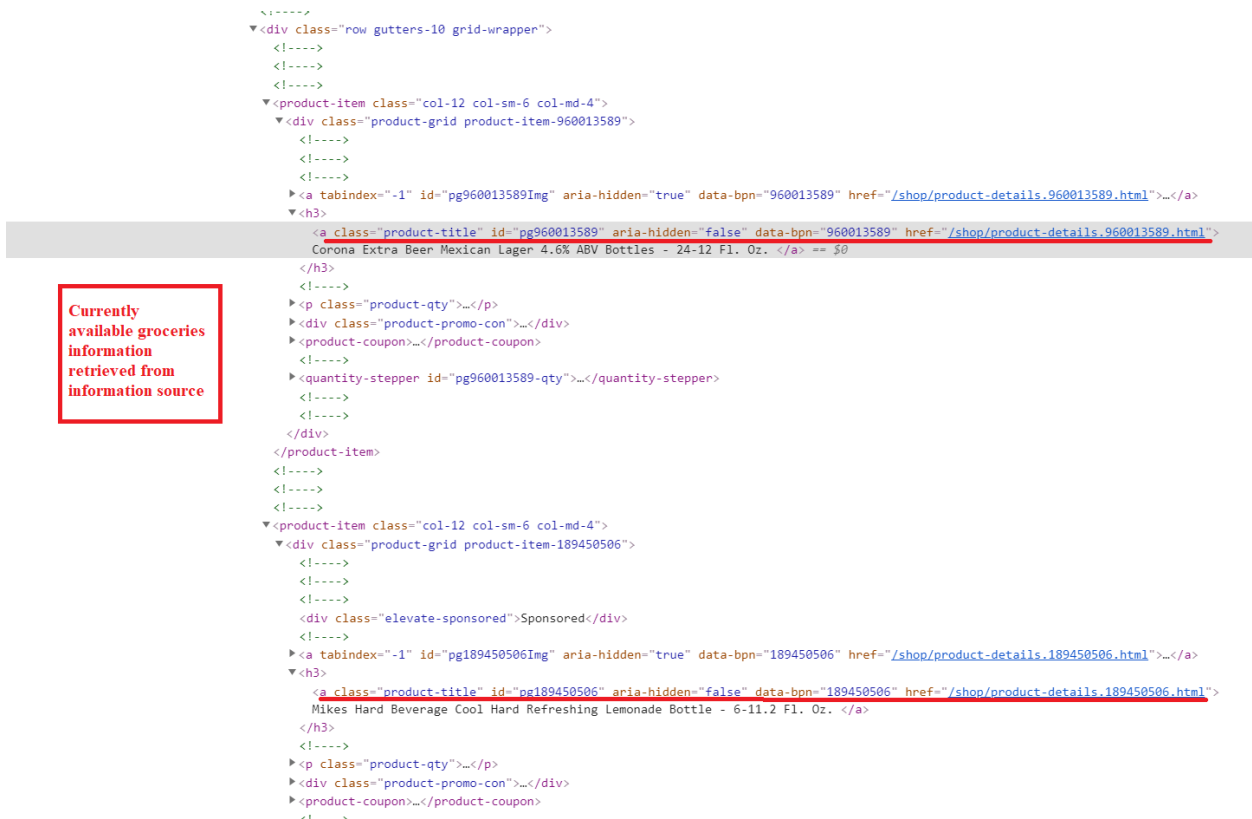 <!---->
▼<div class="row gutters-10 grid-wrapper">
<!---->
<!---->
<!---->
▼<product-item class="col-12 col-sm-6 col-md-4">
▼<div class="product-grid product-item-960013589">
<!---->
<!---->
<!---->
▶<a tabindex="-1" id="pg960013589Img" aria-hidden="true" data-bpn="960013589" href="/shop/product-details.960013589.html">…</a>
▼<h3>
<a class="product-title" id="pg960013589" aria-hidden="false" data-bpn="960013589" href="/shop/product-details.960013589.html">
Corona Extra Beer Mexican Lager 4.6% ABV Bottles - 24-12 Fl. Oz. </a> == $0
</h3>
<!---->
▶<p class="product-qty">…</p>
▶<div class="product-promo-con">…</div>
▶<product-coupon>…</product-coupon>
<!---->
▶<quantity-stepper id="pg960013589-qty">…</quantity-stepper>
<!---->
<!---->
</div>
</product-item>
<!---->
<!---->
<!---->
▼<product-item class="col-12 col-sm-6 col-md-4">
▼<div class="product-grid product-item-189450506">
<!---->
<!---->
<!---->
<div class="elevate-sponsored">Sponsored</div>
<!---->
▶<a tabindex="-1" id="pg189450506Img" aria-hidden="true" data-bpn="189450506" href="/shop/product-details.189450506.html">…</a>
▼<h3>
<a class="product-title" id="pg189450506" aria-hidden="false" data-bpn="189450506" href="/shop/product-details.189450506.html">
Mikes Hard Beverage Cool Hard Refreshing Lemonade Bottle - 6-11.2 Fl. Oz. </a>
</h3>
<!---->
▶<p class="product-qty">…</p>
▶<div class="product-promo-con">…</div>
▶<product-coupon>…</product-coupon>
Currently
available groceries
information
retrieved from
information source